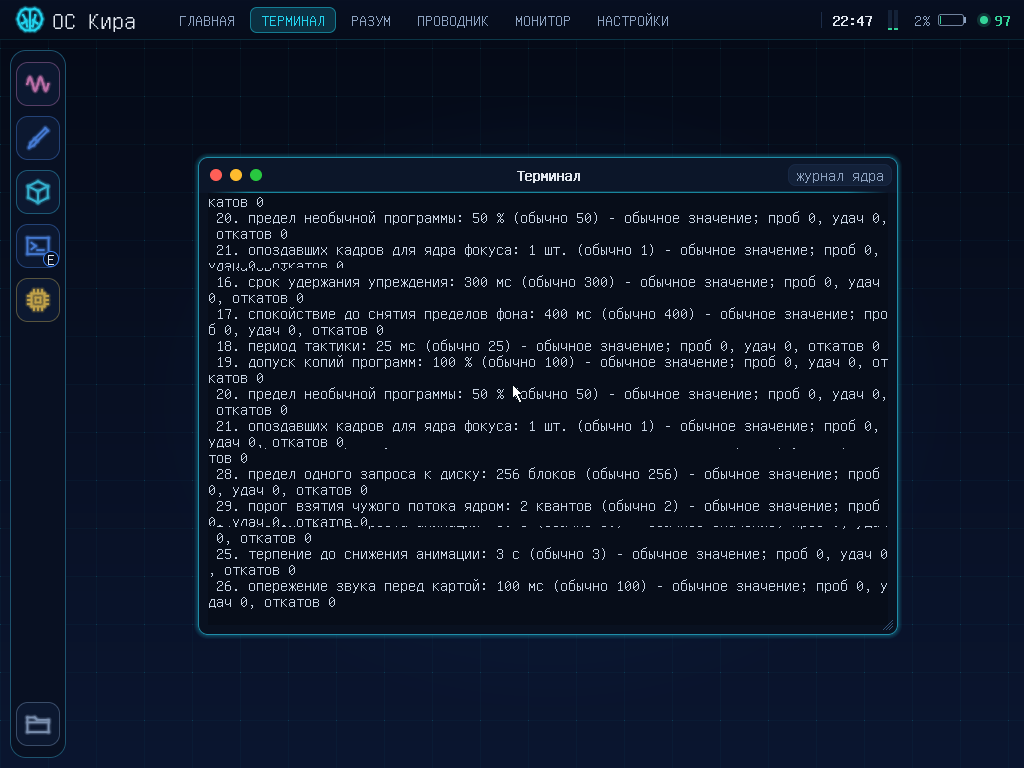 ОС Кира
ГЛАВНАЯ ТЕРМИНАЛ РАЗУМ ПРОВОДНИК МОНИТОР НАСТРОЙКИ
22:47 2% 97
E
Терминал
журнал ядра
катов 0
20. предел необычной программы: 50 % (обычно 50) - обычное значение; проб 0, удач 0,
откатов 0
21. опоздавших кадров для ядра фокуса: 1 шт. (обычно 1) - обычное значение; проб 0,
удач 0, откатов 0
16. срок удержания упреждения: 300 мс (обычно 300) - обычное значение; проб 0, удач
0, откатов 0
17. спокойствие до снятия пределов фона: 400 мс (обычно 400) - обычное значение; про
б 0, удач 0, откатов 0
18. период тактики: 25 мс (обычно 25) - обычное значение; проб 0, удач 0, откатов 0
19. допуск копий программ: 100 % (обычно 100) - обычное значение; проб 0, удач 0, от
катов 0
20. предел необычной программы: 50 % (обычно 50) - обычное значение; проб 0, удач 0,
откатов 0
21. опоздавших кадров для ядра фокуса: 1 шт. (обычно 1) - обычное значение; проб 0,
удач 0, откатов 0
тов 0
28. предел одного запроса к диску: 256 блоков (обычно 256) - обычное значение; проб
0, удач 0, откатов 0
29. порог взятия чужого потока ядром: 2 квантов (обычно 2) - обычное значение; проб
0, удач 0, откатов 0
0, откатов 0
25. терпение до снижения анимации: 3 с (обычно 3) - обычное значение; проб 0, удач 0
, откатов 0
26. опережение звука перед картой: 100 мс (обычно 100) - обычное значение; проб 0, у
дач 0, откатов 0